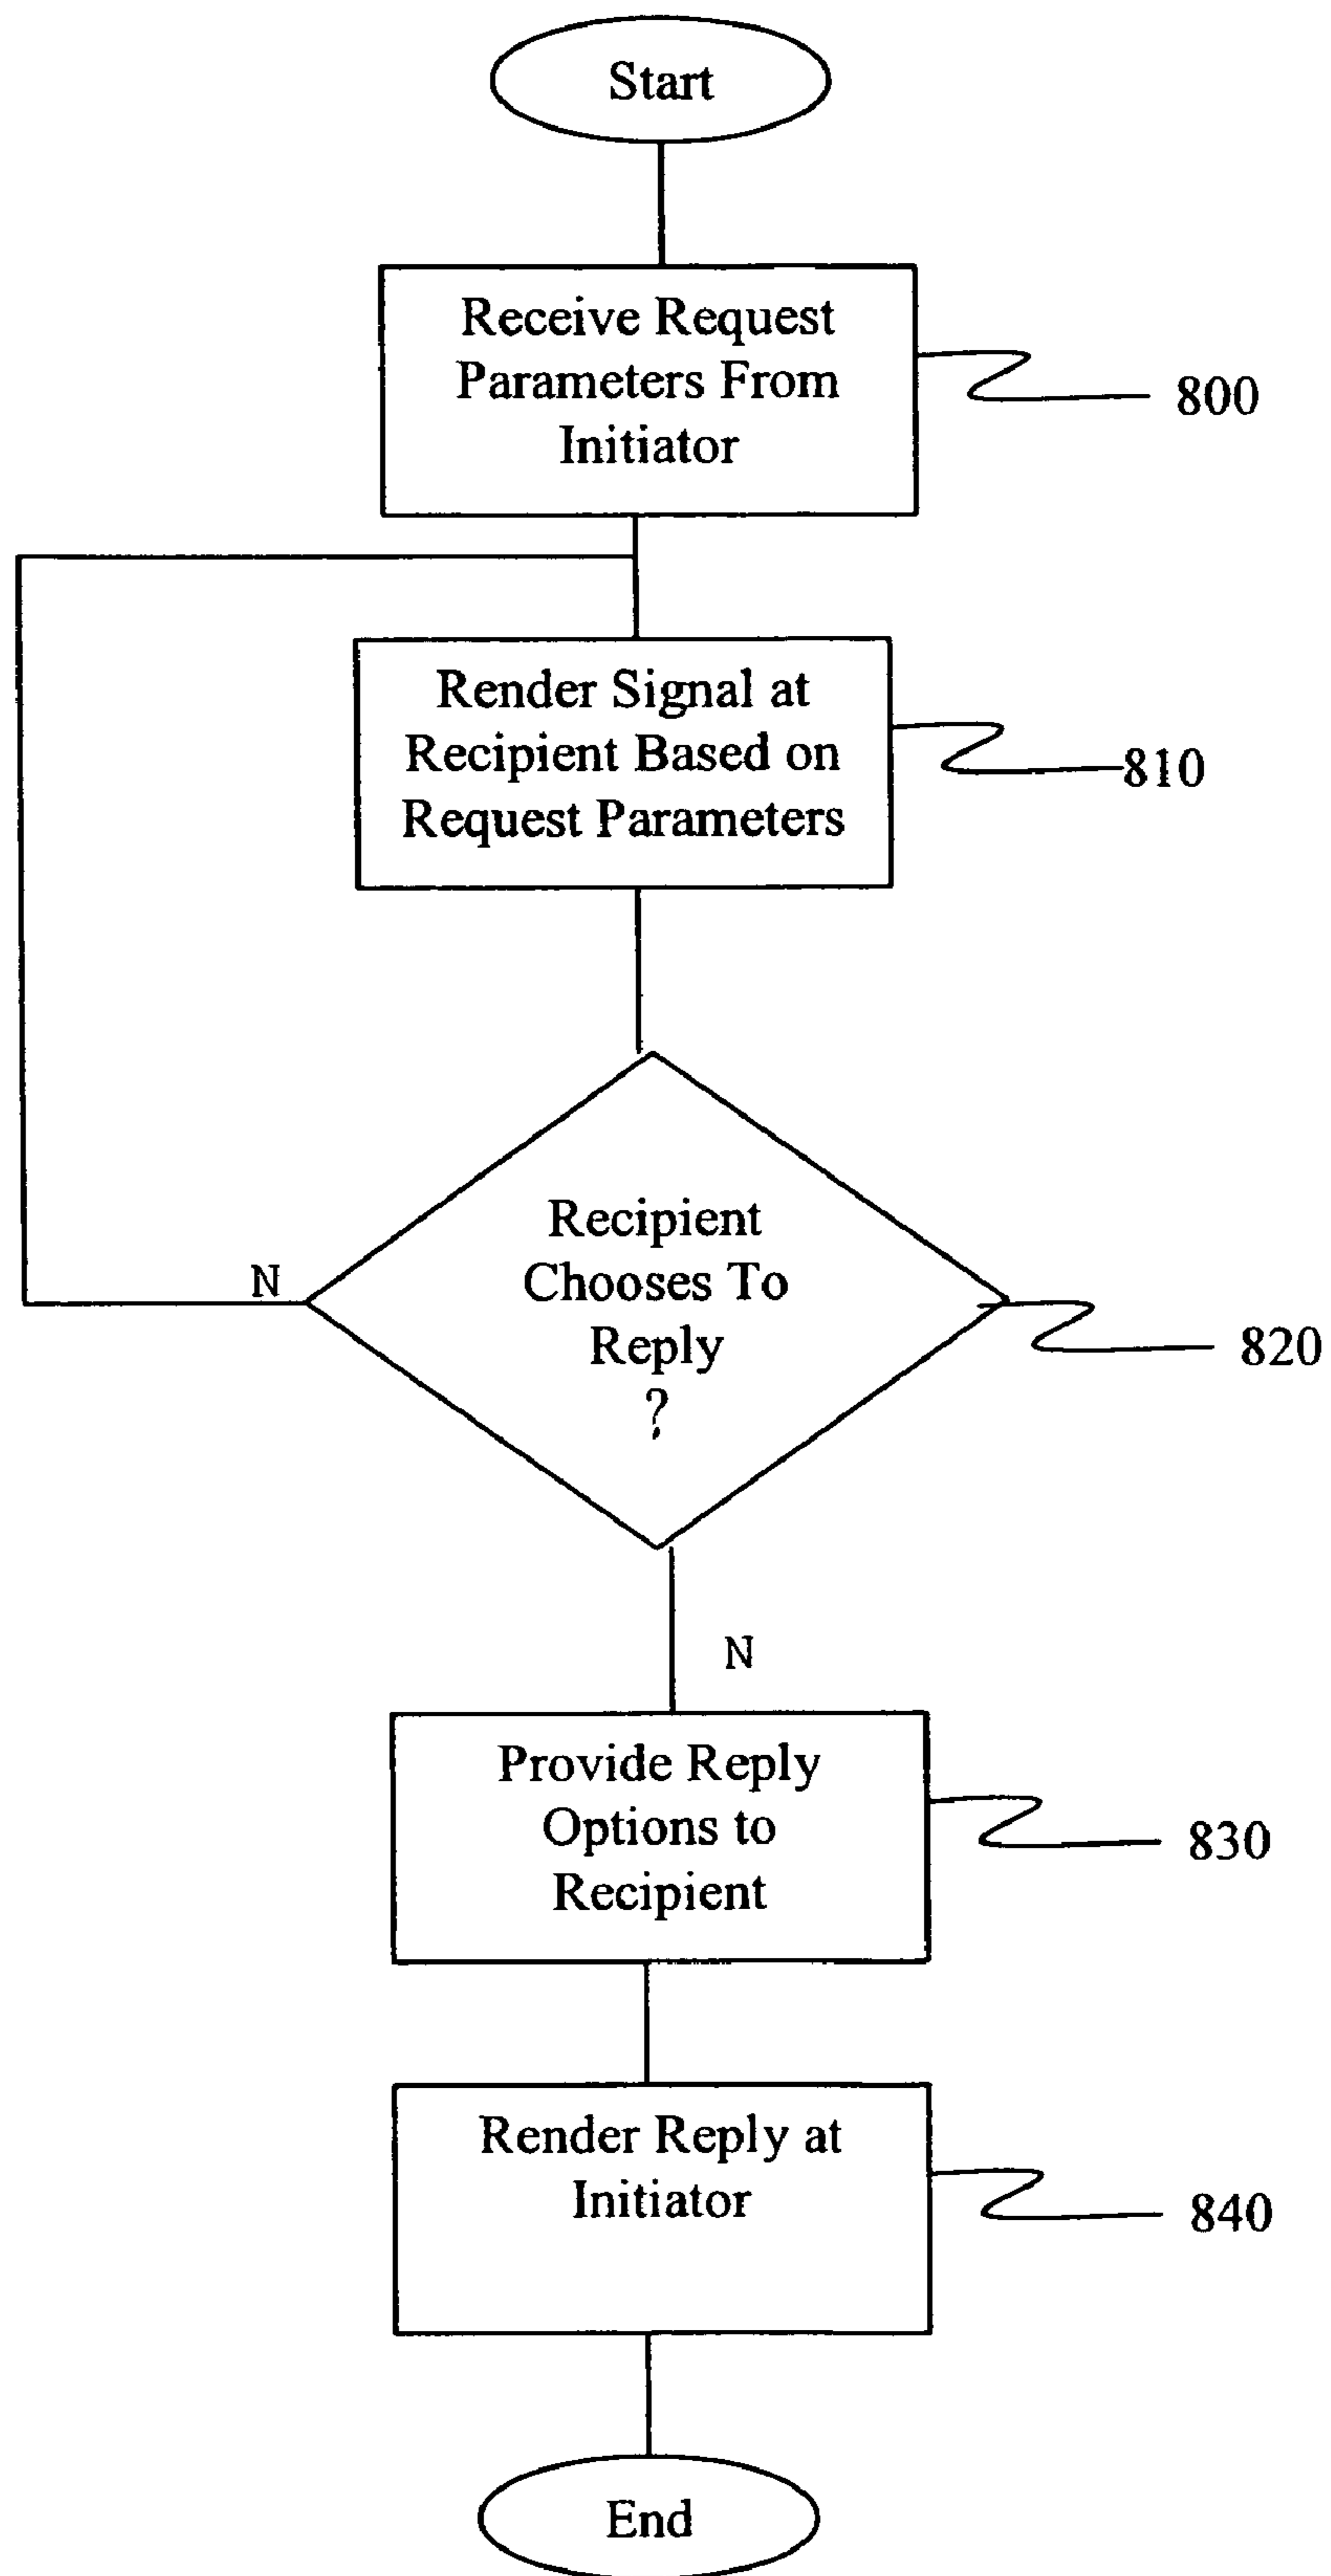 Start
Receive Request
Parameters From
Initiator
800
Render Signal at
Recipient Based on
Request Parameters
810
Recipient
Chooses To
Reply
?
N
820
N
Provide Reply
Options to
Recipient
830
Render Reply at
Initiator
840
End